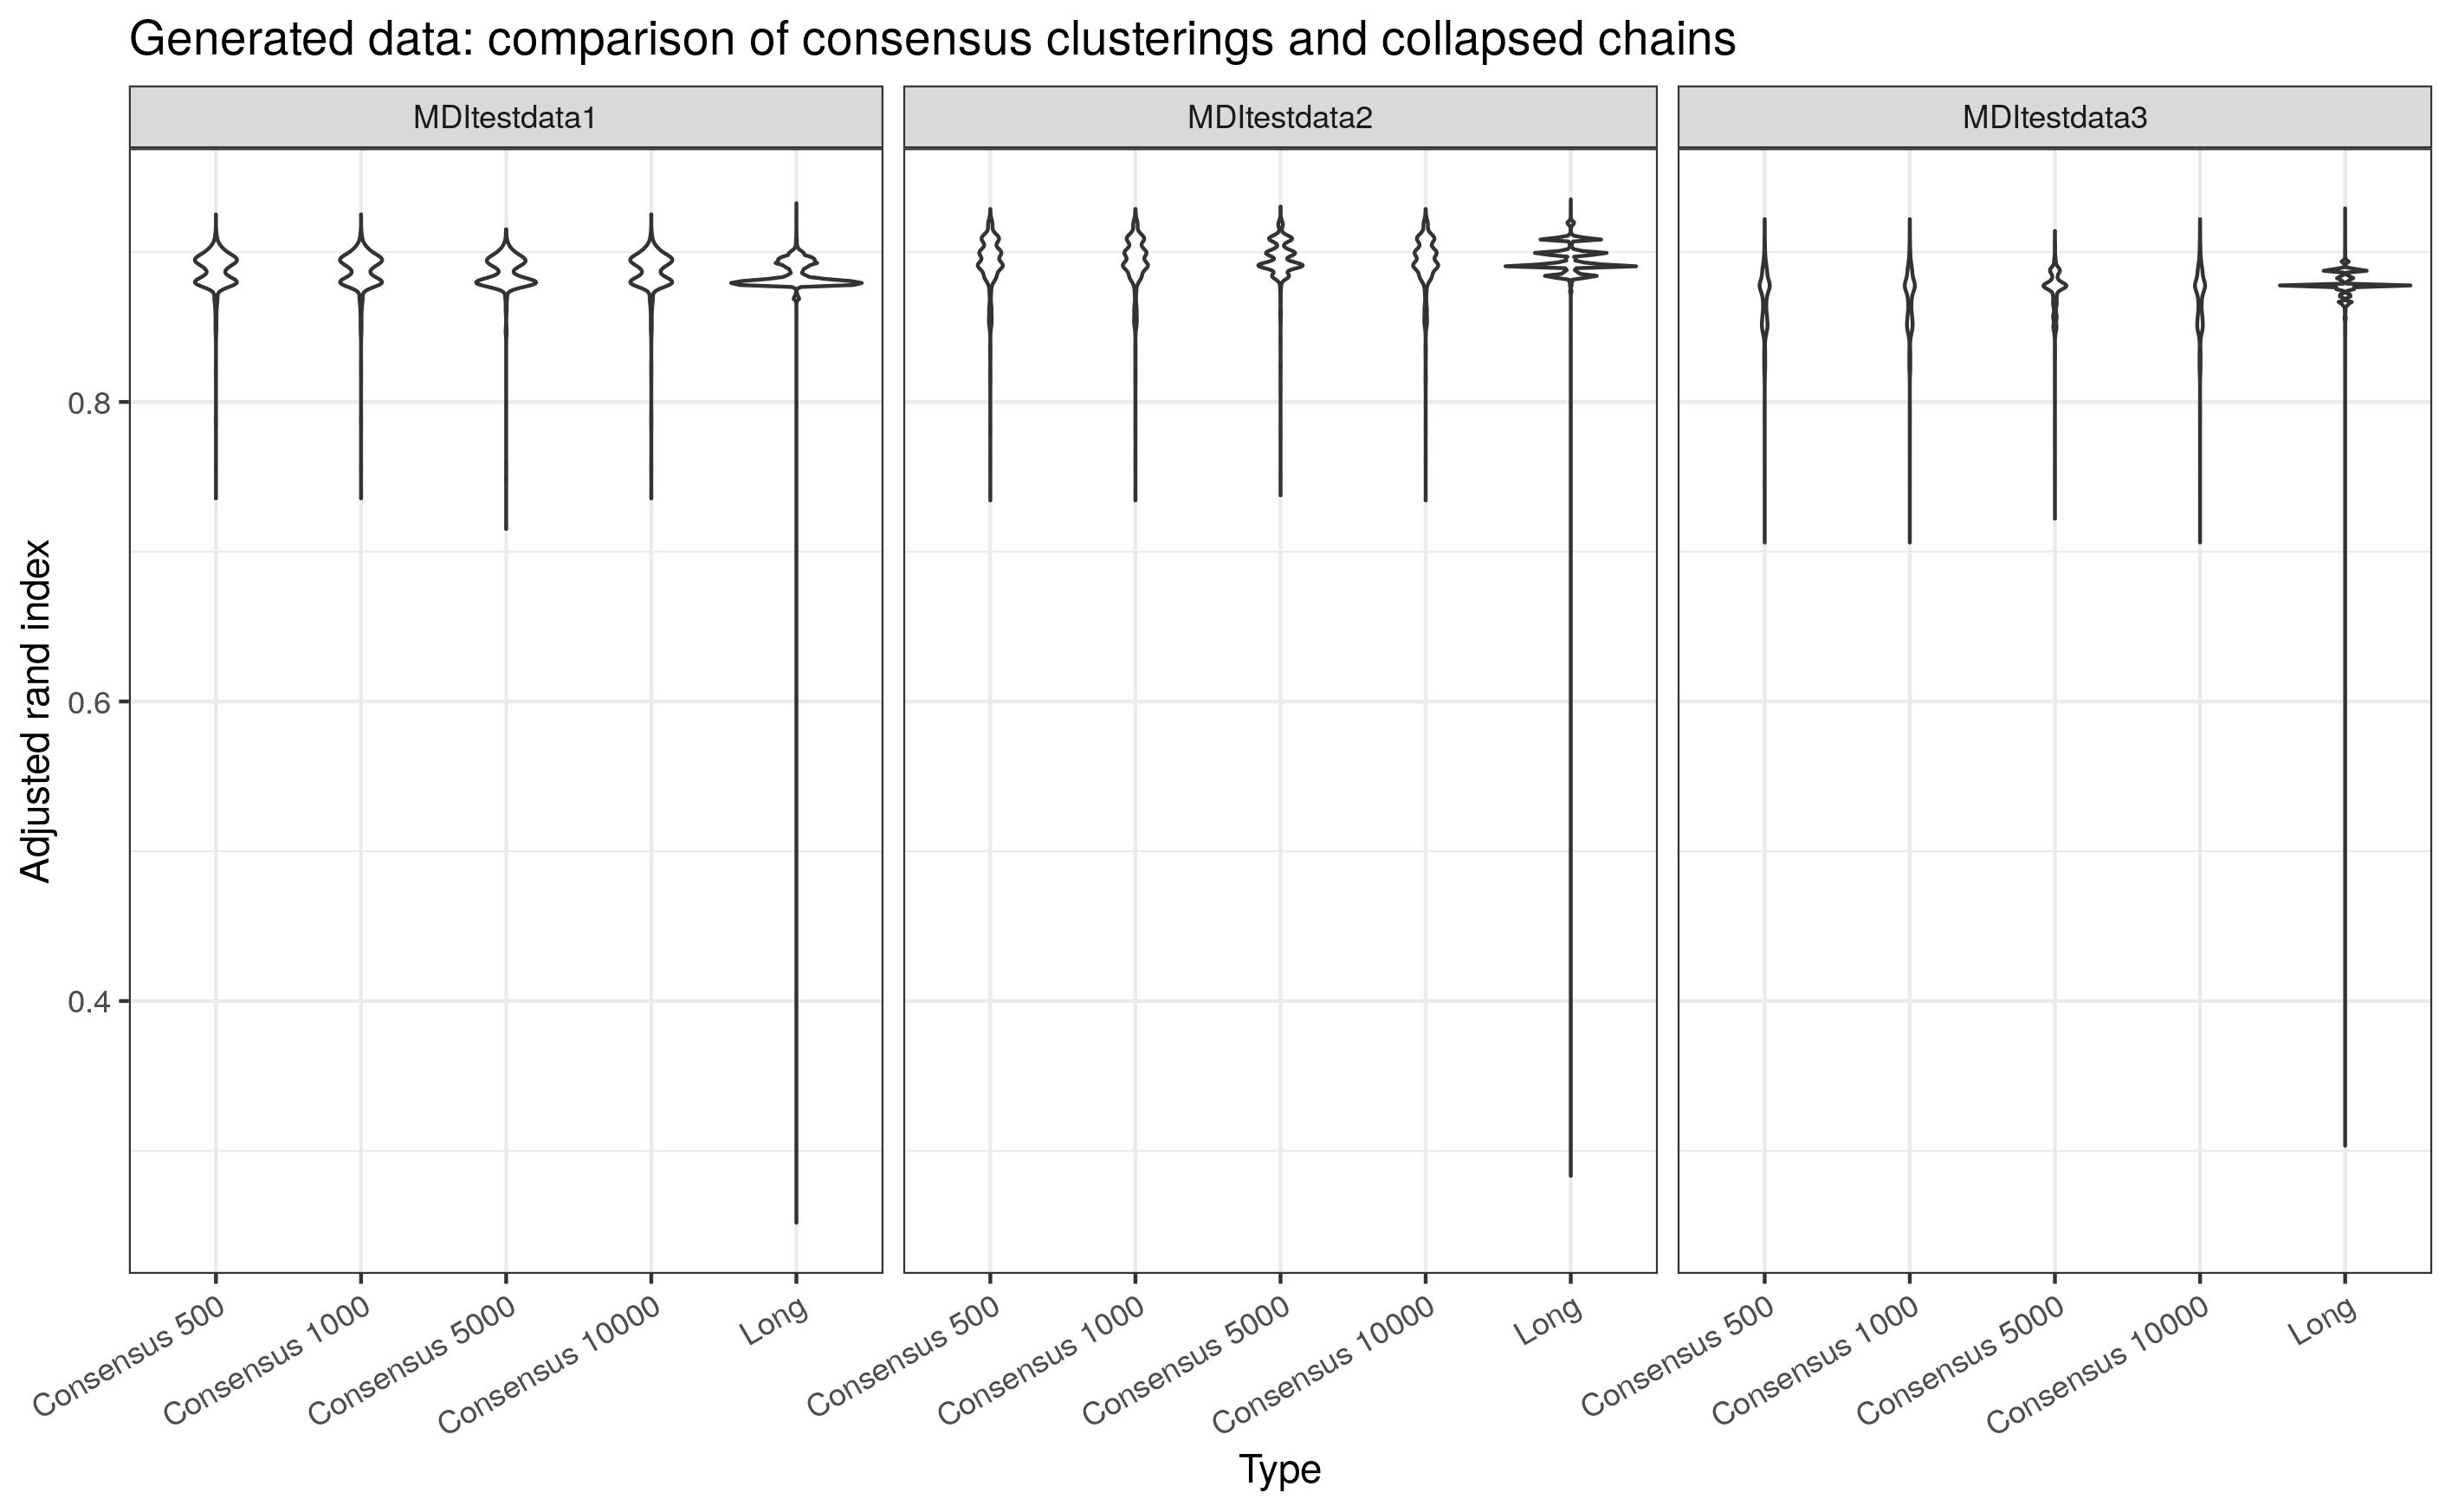 Generated data: comparison of consensus clusterings and collapsed chains
MDItestdata1
MDItestdata2
MDItestdata3
Adjusted rand index
0.8
0.6
0.4
Consensus 500
Consensus 1000
Consensus 5000
Consensus 10000
Long
Consensus 500
Consensus 1000
Consensus 5000
Consensus 10000
Long
Consensus 500
Consensus 1000
Consensus 5000
Consensus 10000
Long
Type